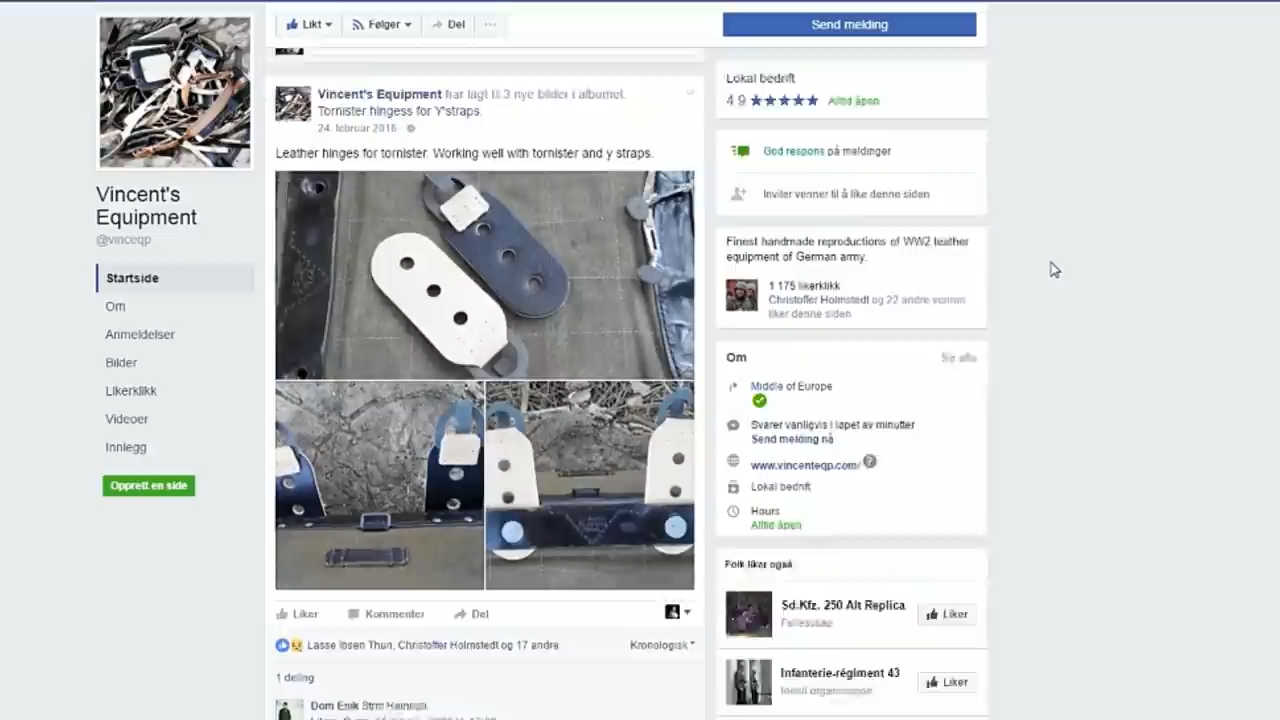 Likt
Følger
Del
Send melding
Vincent's Equipment har lagt til 3 nye bilder i albumet
Tornister hingess for Y'straps.
24. februar 2016
Leather hinges for tornister. Working well with tornister and y straps.
Vincent's
Equipment
@vinceqp
Startside
Om
Anmeldelser
Bilder
Likerklikk
Videoer
Innlegg
Opprett en side
Liker
Kommenter
Del
Lasse Ibsen Thun, Christoffer Holmstedt og 17 andre
Kronologisk
1 deling
Dom Erik Strm
Lokal bedrift
4 9 ★★★★★ Alltid åpen
God respons på meldinger
Inviter venner til å like denne siden
Finest handmade reproductions of WW2 leather
equipment of German army.
1 175 likerklikk
Christoffer Holmstedt og 22 andre venner
liker denne siden
Om
Se alle
Middle of Europe
Svarer vanligvis i løpet av minutter
Send melding nå
www.vincenteqp.com/
Lokal bedrift
Hours
Alltid åpen
Folk liker også
Sd.Kfz. 250 Alt Replica
Fellesskap
Liker
Infanterie-régiment 43
Liker